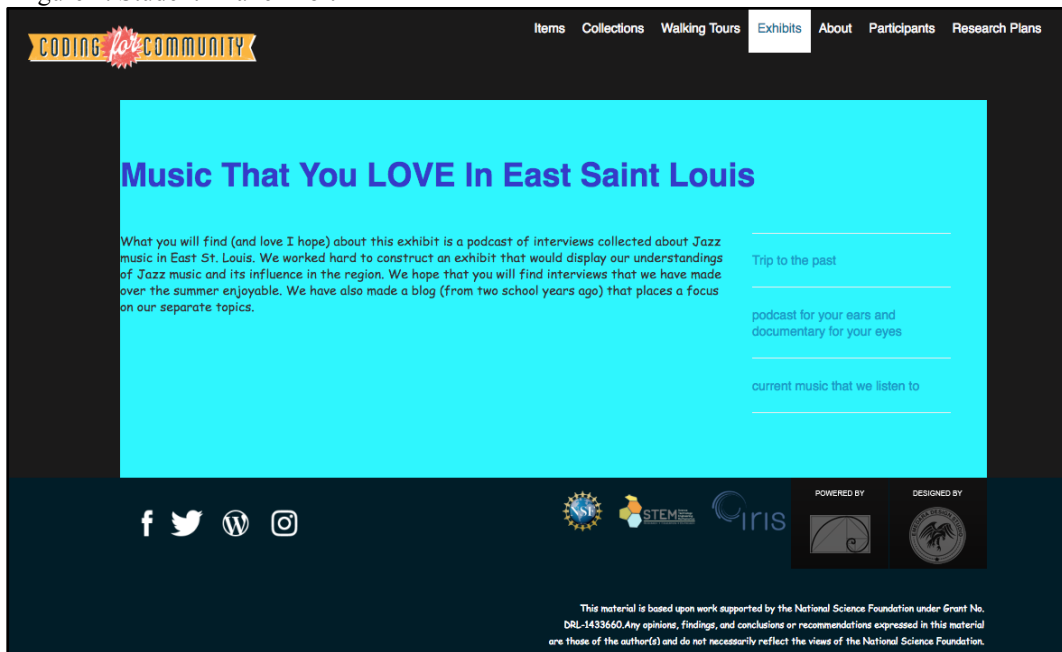 CODING for COMMUNITY
Items Collections Walking Tours Exhibits About Participants Research Plans
Music That You LOVE In East Saint Louis
What you will find (and love I hope) about this exhibit is a podcast of interviews collected about Jazz
music in East St. Louis. We worked hard to construct an exhibit that would display our understandings
of Jazz music and its influence in the region. We hope that you will find interviews that we have made
over the summer enjoyable. We have also made a blog (from two school years ago) that places a focus
on our separate topics.
Trip to the past
podcast for your ears and
documentary for your eyes
current music that we listen to
NSF
STEM
iris
POWERED BY
DESIGNED BY
This material is based upon work supported by the National Science Foundation under Grant No.
DRL-1433660.Any opinions, findings, and conclusions or recommendations expressed in this material
are those of the author(s) and do not necessarily reflect the views of the National Science Foundation.